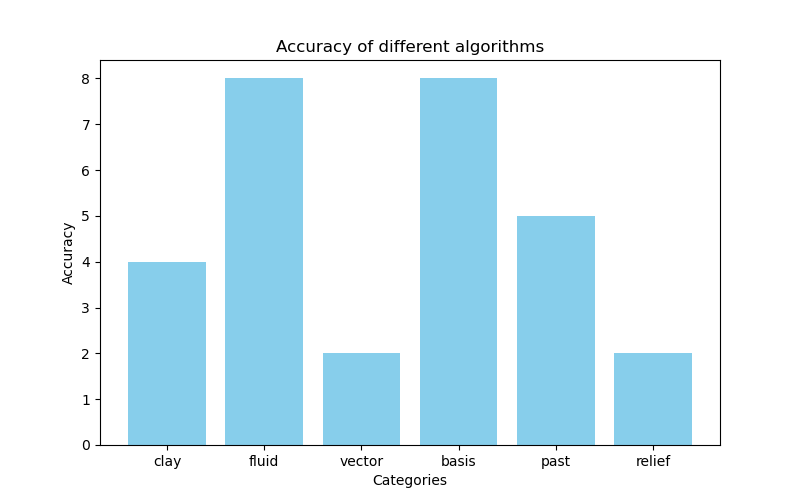 Accuracy of different algorithms
Accuracy
8
7
6
5
4
3
2
1
0
clay fluid vector basis past relief
Categories